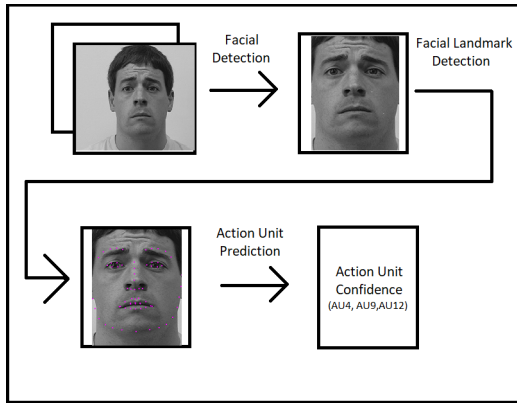 Facial
Detection
Facial Landmark
Detection
Action Unit
Prediction
Action Unit
Confidence
(AU4, AU9,AU12)